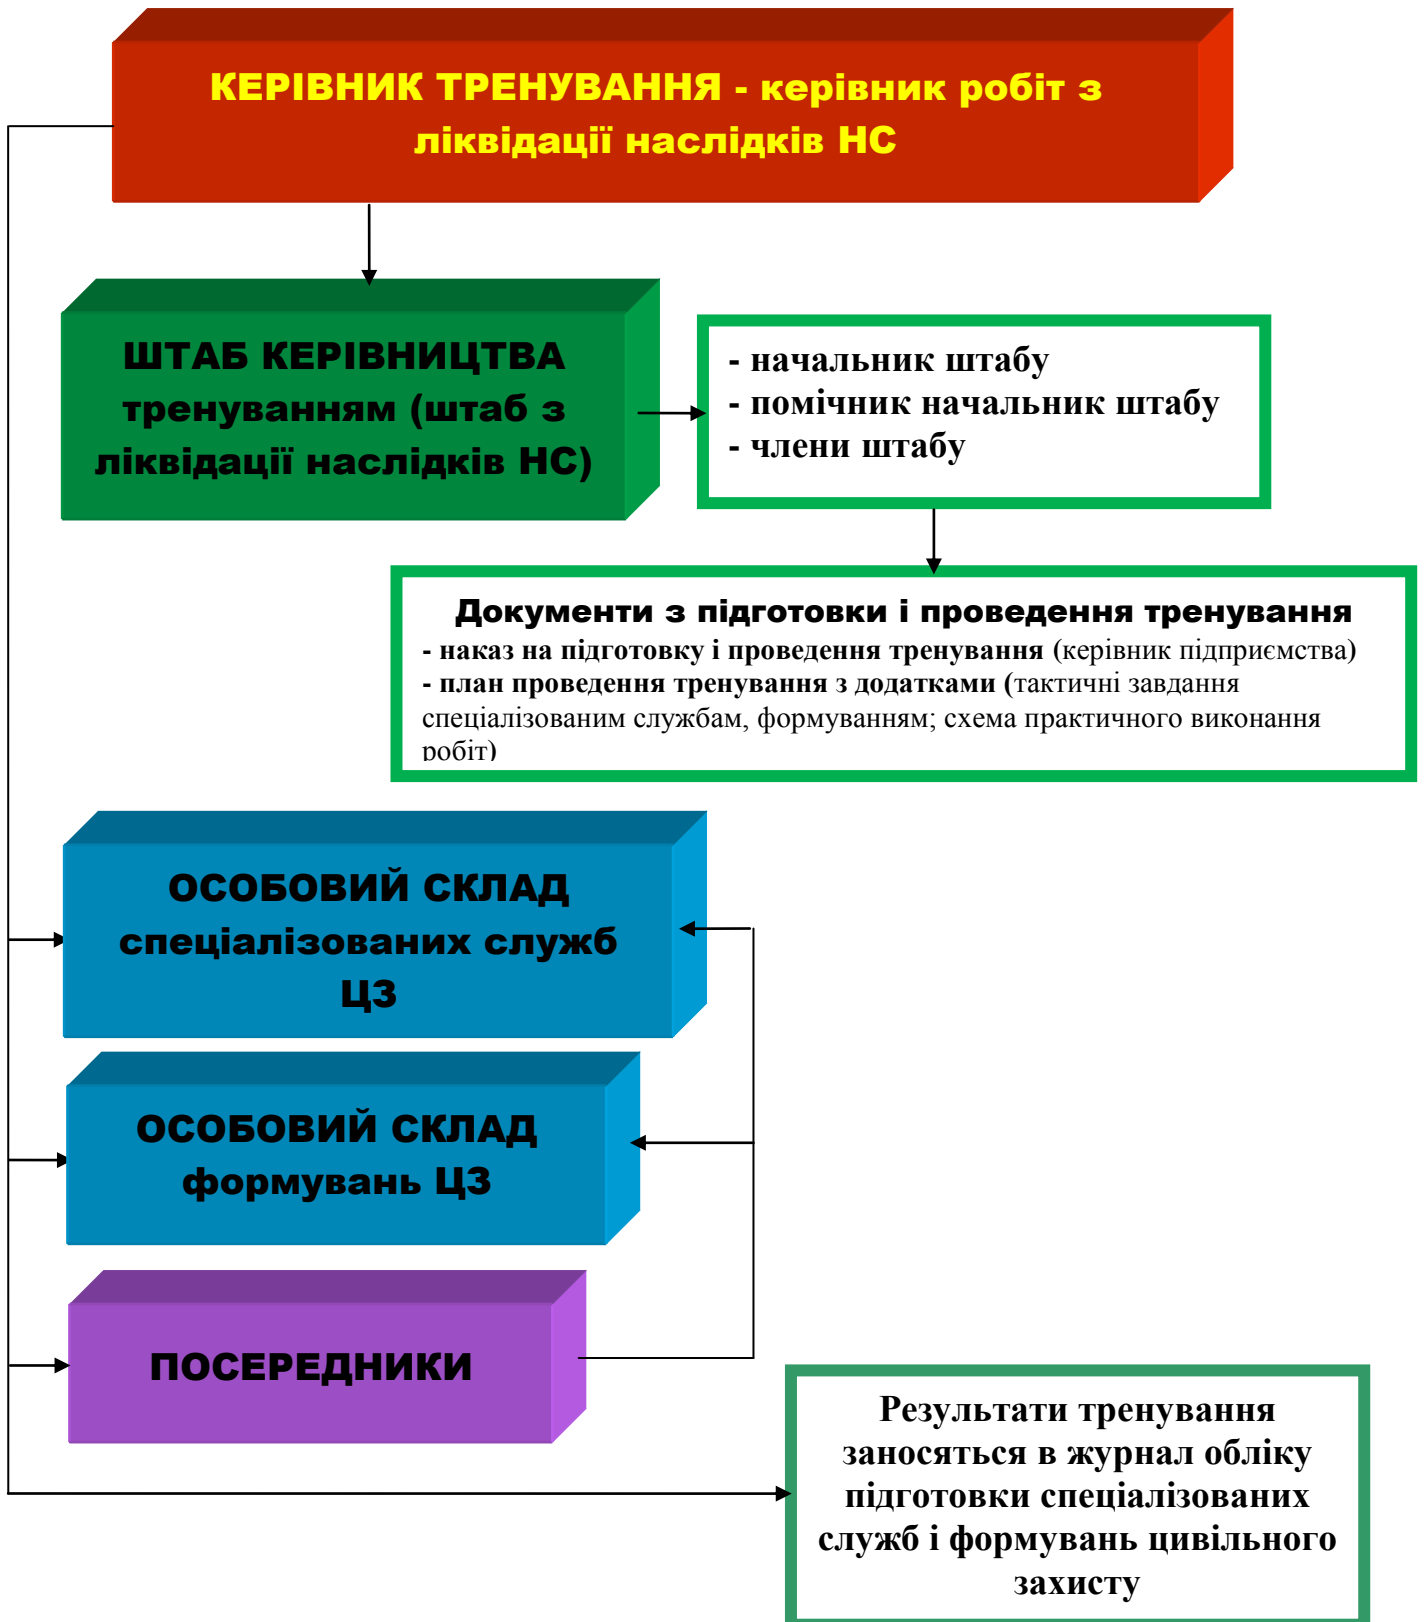 КЕРІВНИК ТРЕНУВАННЯ - керівник робіт з
ліквідації наслідків НС
ШТАБ КЕРІВНИЦТВА
тренуванням (штаб з
ліквідації наслідків НС)
- начальник штабу
- помічник начальник штабу
- члени штабу
Документи з підготовки і проведення тренування
- наказ на підготовку і проведення тренування (керівник підприємства)
- план проведення тренування з додатками (тактичні завдання
спеціалізованим службам, формуванням; схема практичного виконання
робіт)
ОСОБОВИЙ СКЛАД
спеціалізованих служб
ЦЗ
ОСОБОВИЙ СКЛАД
формувань ЦЗ
ПОСЕРЕДНИКИ
Результати тренування
заносяться в журнал обліку
підготовки спеціалізованих
служб і формувань цивільного
захисту